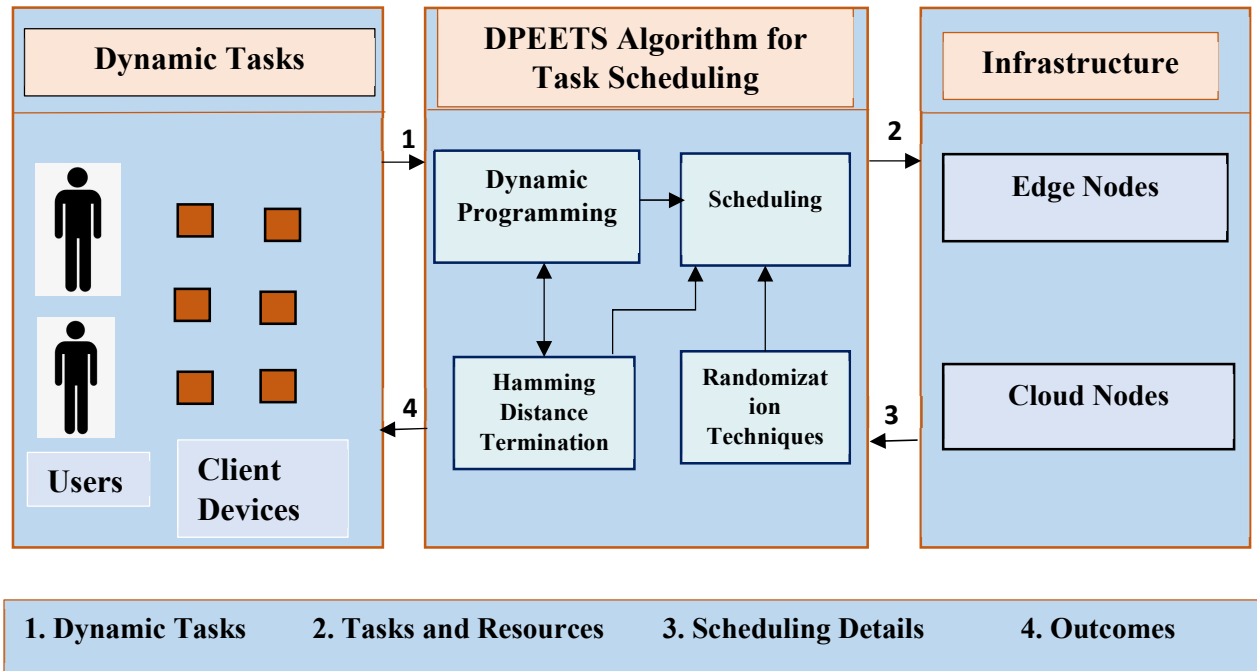 Dynamic Tasks
Users
Client
Devices
1
4
DPEETS Algorithm for
Task Scheduling
Dynamic
Programming
Scheduling
Hamming
Distance
Termination
Randomizat
ion
Techniques
2
3
Infrastructure
Edge Nodes
Cloud Nodes
1. Dynamic Tasks 2. Tasks and Resources 3. Scheduling Details 4. Outcomes